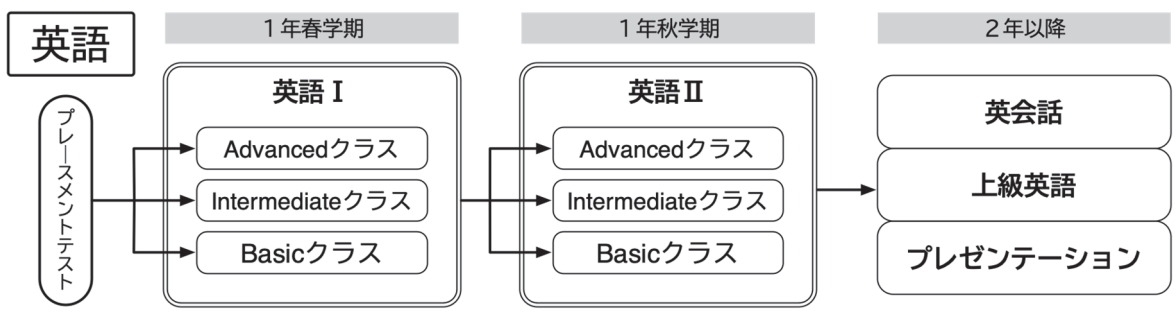 英語
1年春学期
1年秋学期
2年以降
プレースメントテスト
英語Ⅰ
Advancedクラス
Intermediateクラス
Basicクラス
英語Ⅱ
Advancedクラス
Intermediateクラス
Basicクラス
英会話
上級英語
プレゼンテーション